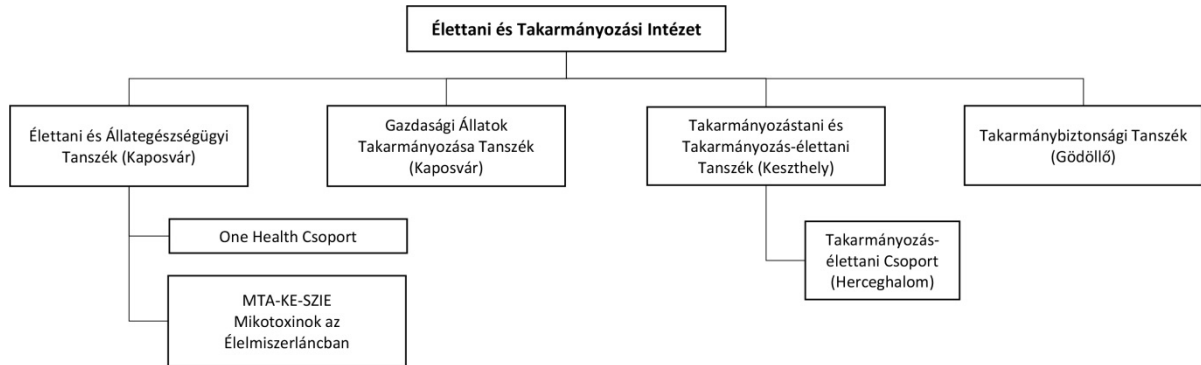 Élettani és Takarmányozási Intézet
Élettani és Állategészségügyi
Tanszék (Kaposvár)
Gazdasági Állatok
Takarmányozása Tanszék
(Kaposvár)
Takarmányozástani és
Takarmányozás-élettani
Tanszék (Keszthely)
Takarmánybiztonsági Tanszék
(Gödöllő)
One Health Csoport
MTA-KE-SZIE
Mikotoxinok az
Élelmiszerláncban
Takarmányozás-
élettani Csoport
(Herceghalom)